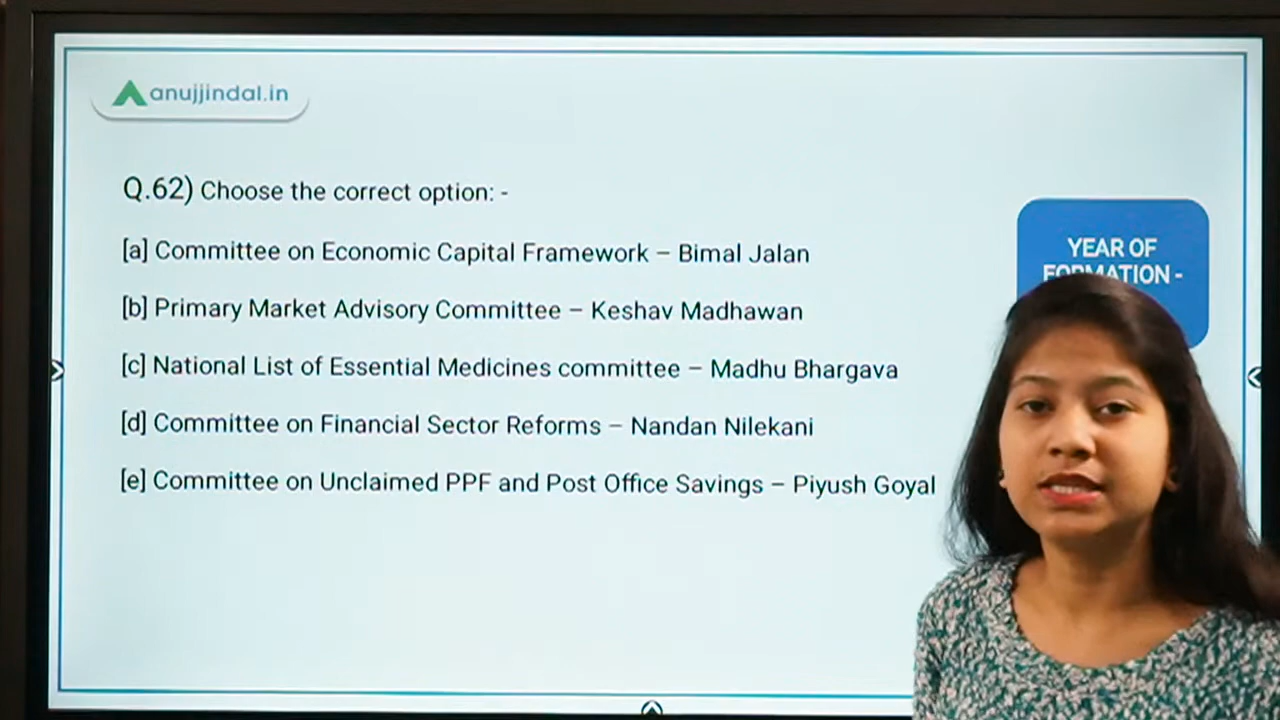 anujjindal.in
Q.62) Choose the correct option: -
[a] Committee on Economic Capital Framework – Bimal Jalan
[b] Primary Market Advisory Committee – Keshav Madhawan
[c] National List of Essential Medicines committee – Madhu Bhargava
[d] Committee on Financial Sector Reforms – Nandan Nilekani
[e] Committee on Unclaimed PPF and Post Office Savings – Piyush Goyal
YEAR OF
FORMATION -